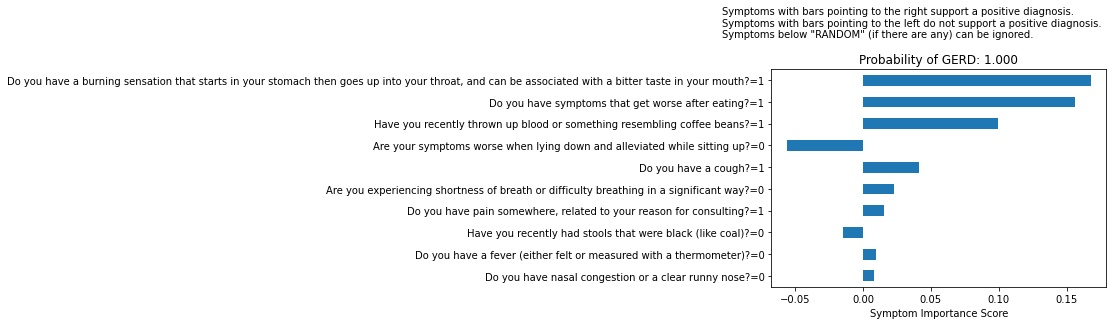 Symptoms with bars pointing to the right support a positive diagnosis.
Symptoms with bars pointing to the left do not support a positive diagnosis.
Symptoms below "RANDOM" (if there are any) can be ignored.
Probability of GERD: 1.000
Do you have a burning sensation that starts in your stomach then goes up into your throat, and can be associated with a bitter taste in your mouth?=1
Do you have symptoms that get worse after eating?=1
Have you recently thrown up blood or something resembling coffee beans?=1
Are your symptoms worse when lying down and alleviated while sitting up?=0
Do you have a cough?=1
Are you experiencing shortness of breath or difficulty breathing in a significant way?=0
Do you have pain somewhere, related to your reason for consulting?=1
Have you recently had stools that were black (like coal)?=0
Do you have a fever (either felt or measured with a thermometer)?=0
Do you have nasal congestion or a clear runny nose?=0
−0.05 0.00 0.05 0.10 0.15
Symptom Importance Score